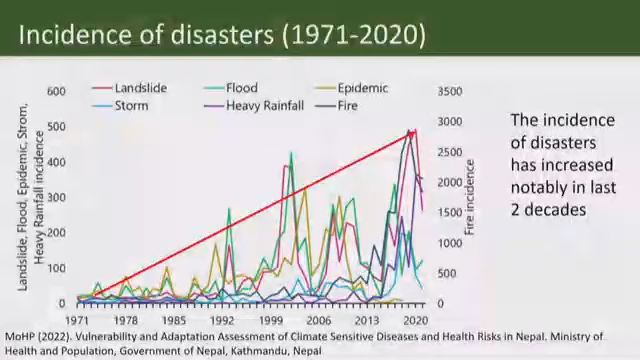 Incidence of disasters (1971-2020)
Landslide
Flood
Epidemic
Storm
Heavy Rainfall
Fire
Landslide, Flood, Epidemic, Strom,
Heavy Rainfall incidence
600
500
400
300
200
100
0
3500
3000
2500
2000
1500
1000
500
0
Fire incidence
1971
1978
1985
1992
1999
2006
2013
2020
The incidence
of disasters
has increased
notably in last
2 decades
MoHP (2022). Vulnerability and Adaptation Assessment of Climate Sensitive Diseases and Health Risks in Nepal. Ministry of
Health and Population, Government of Nepal, Kathmandu, Nepal